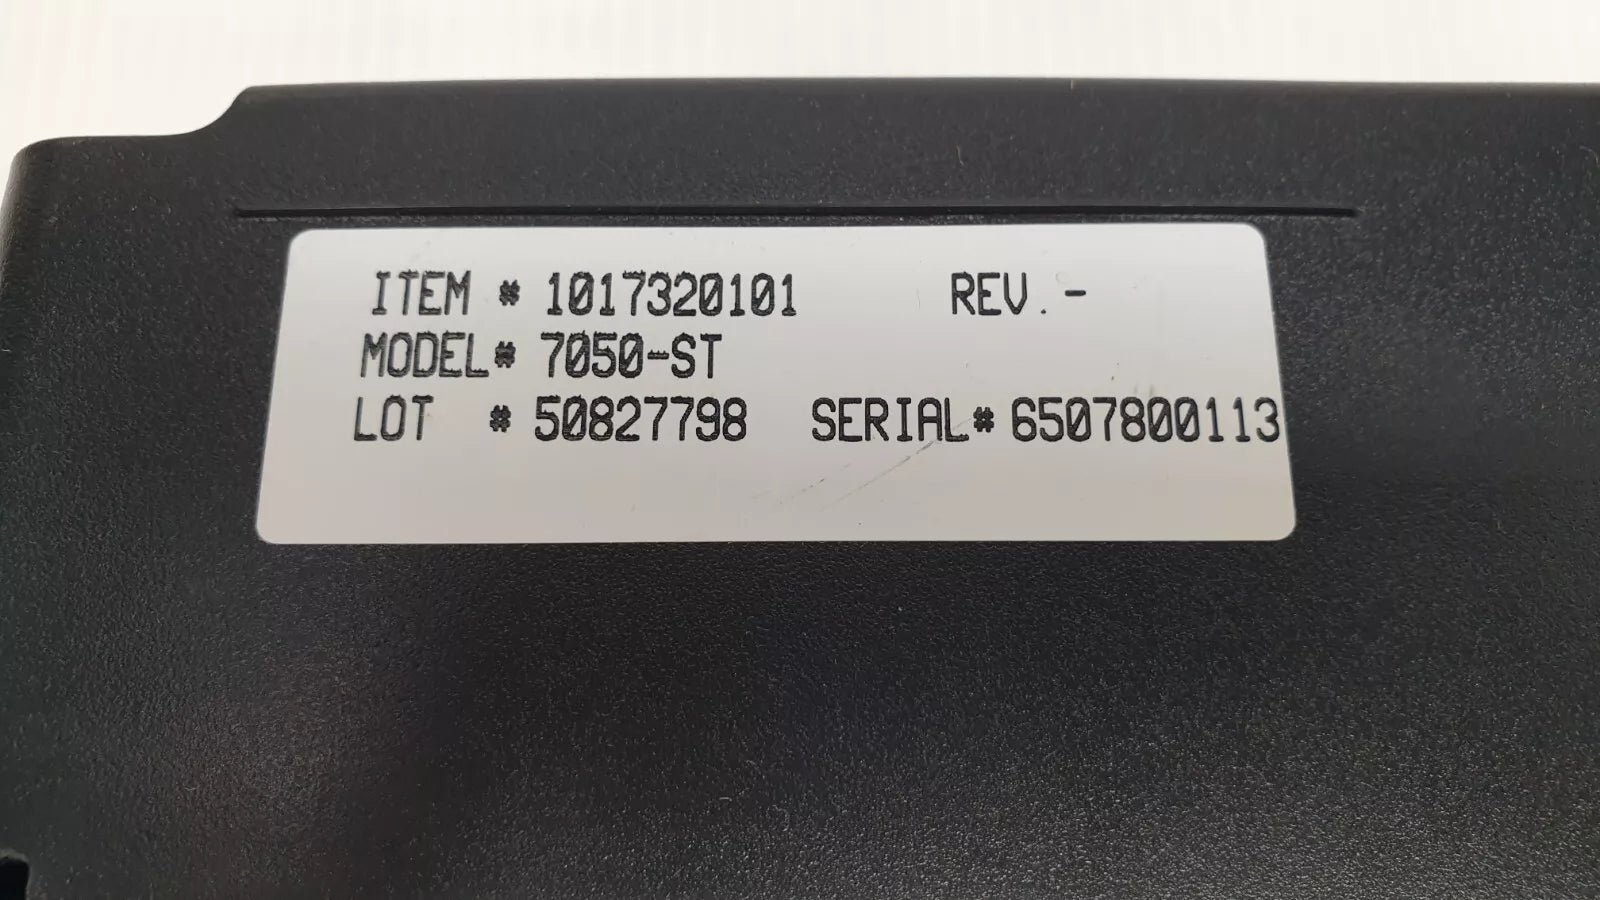 ITEM # 1017320101 REV. -
MODEL# 7050-ST
LOT # 50827798 SERIAL# 6507800113